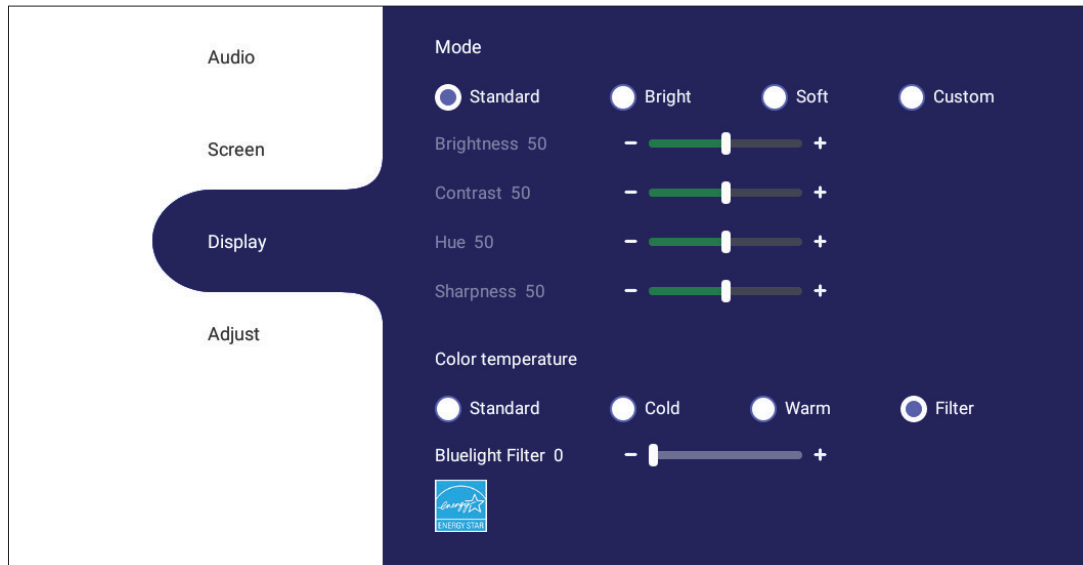 Audio
Screen
Display
Adjust
Mode
Standard Bright Soft Custom
Brightness 50 - +
Contrast 50 - +
Hue 50 - +
Sharpness 50 - +
Color temperature
Standard Cold Warm Filter
Bluelight Filter 0 - +
energy
ENERGY STAR